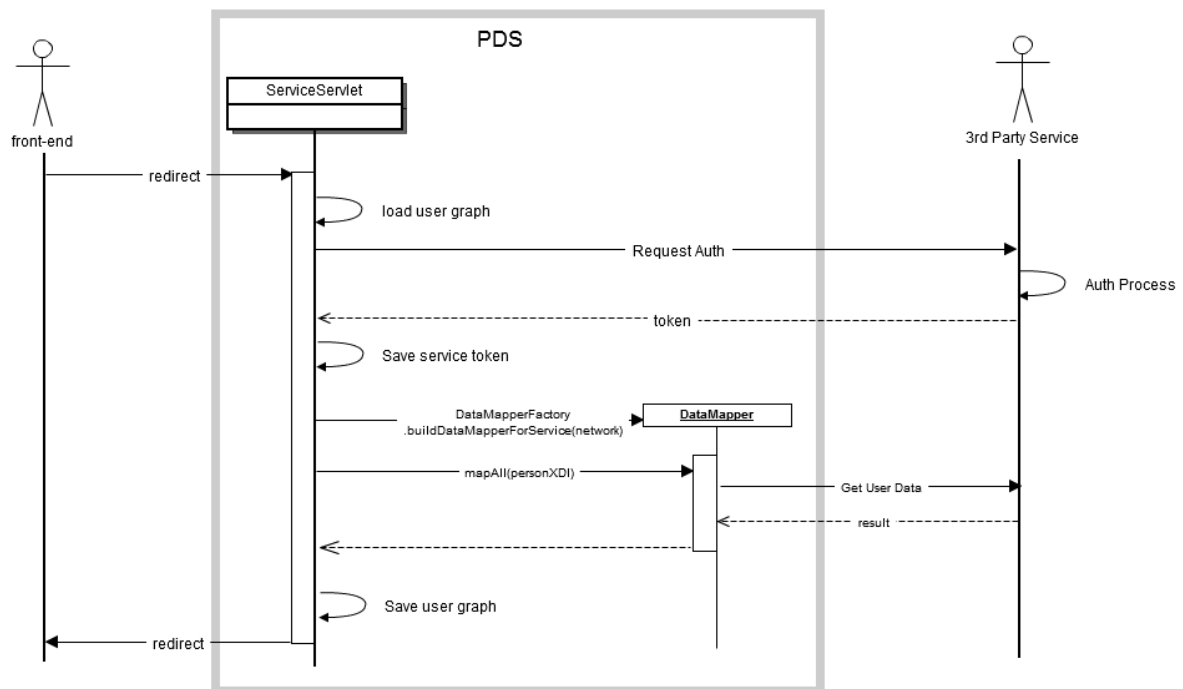 PDS
ServiceServlet
front-end
3rd Party Service
redirect
load user graph
Request Auth
Auth Process
token
Save service token
DataMapperFactory
.buildDataMapperForService(network)
DataMapper
mapAll(personXDI)
Get User Data
result
Save user graph
redirect